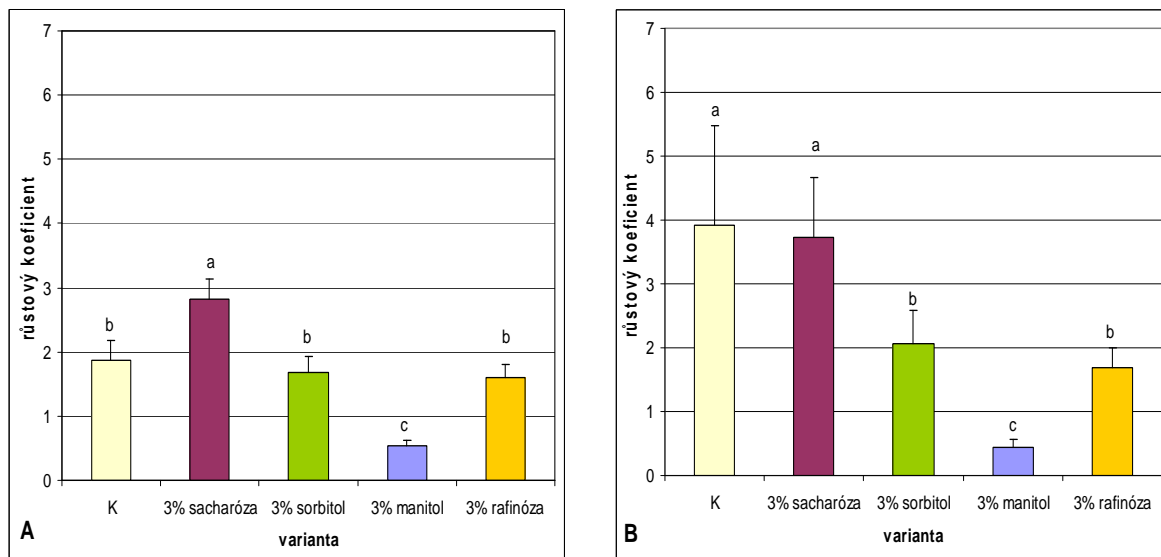 7
6
5
4
3
2
1
0
růstový koeficient
b
a
b
c
b
K
3% sacharóza
3% sorbitol
3% manitol
3% rafinóza
varianta
A
7
6
5
4
3
2
1
0
růstový koeficient
a
a
b
c
b
K
3% sacharóza
3% sorbitol
3% manitol
3% rafinóza
varianta
B